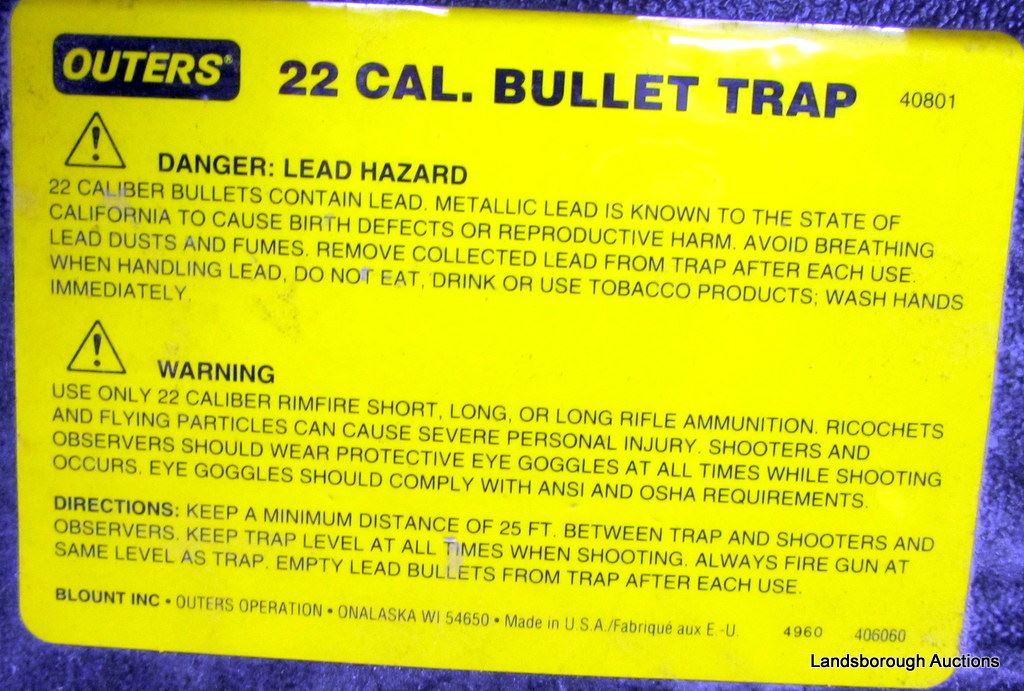 OUTERS® 22 CAL. BULLET TRAP 40801
DANGER: LEAD HAZARD
22 CALIBER BULLETS CONTAIN LEAD. METALLIC LEAD IS KNOWN TO THE STATE OF
CALIFORNIA TO CAUSE BIRTH DEFECTS OR REPRODUCTIVE HARM. AVOID BREATHING
LEAD DUSTS AND FUMES. REMOVE COLLECTED LEAD FROM TRAP AFTER EACH USE.
WHEN HANDLING LEAD, DO NOT EAT, DRINK OR USE TOBACCO PRODUCTS; WASH HANDS
IMMEDIATELY.
WARNING
USE ONLY 22 CALIBER RIMFIRE SHORT, LONG, OR LONG RIFLE AMMUNITION. RICOCHETS
AND FLYING PARTICLES CAN CAUSE SEVERE PERSONAL INJURY. SHOOTERS AND
OBSERVERS SHOULD WEAR PROTECTIVE EYE GOGGLES AT ALL TIMES WHILE SHOOTING
OCCURS. EYE GOGGLES SHOULD COMPLY WITH ANSI AND OSHA REQUIREMENTS.
DIRECTIONS: KEEP A MINIMUM DISTANCE OF 25 FT. BETWEEN TRAP AND SHOOTERS AND
OBSERVERS. KEEP TRAP LEVEL AT ALL TIMES WHEN SHOOTING. ALWAYS FIRE GUN AT
SAME LEVEL AS TRAP. EMPTY LEAD BULLETS FROM TRAP AFTER EACH USE.
BLOUNT INC • OUTERS OPERATION • ONALASKA WI 54650 • Made in U.S.A./Fabriqué aux E.-U. 4960 406060
Landsborough Auctions